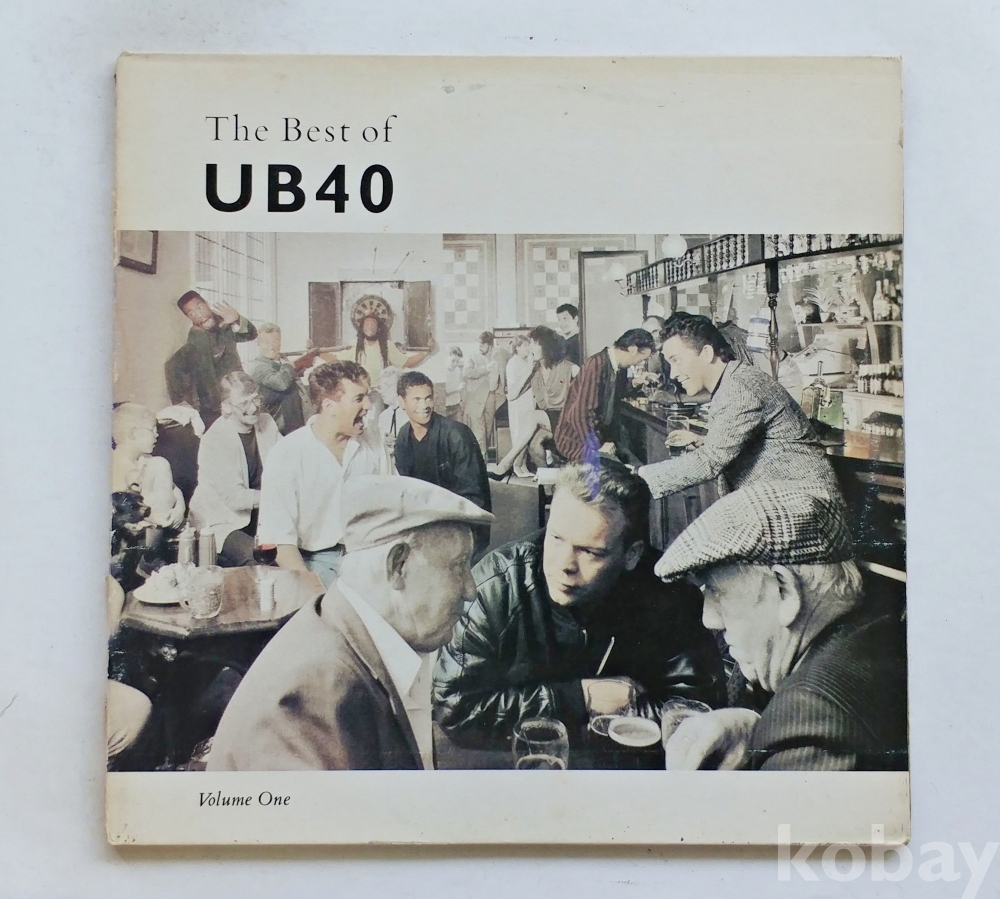 The Best of
UB40
Volume One
kobay